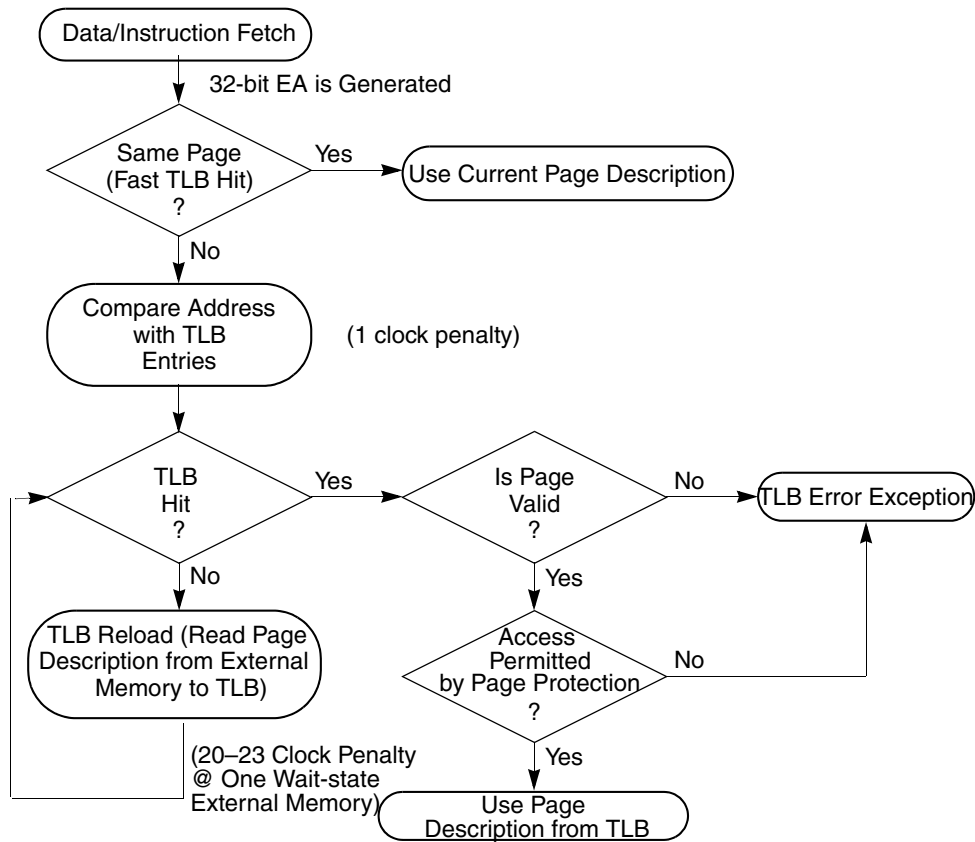 Data/Instruction Fetch
32-bit EA is Generated
Same Page
(Fast TLB Hit)
?
Yes
Use Current Page Description
No
Compare Address
with TLB
Entries
(1 clock penalty)
TLB
Hit
?
Yes
Is Page
Valid
?
No
TLB Error Exception
No
Yes
TLB Reload (Read Page
Description from External
Memory to TLB)
Access
Permitted
by Page Protection
?
No
(20–23 Clock Penalty
@ One Wait-state
External Memory)
Yes
Use Page
Description from TLB